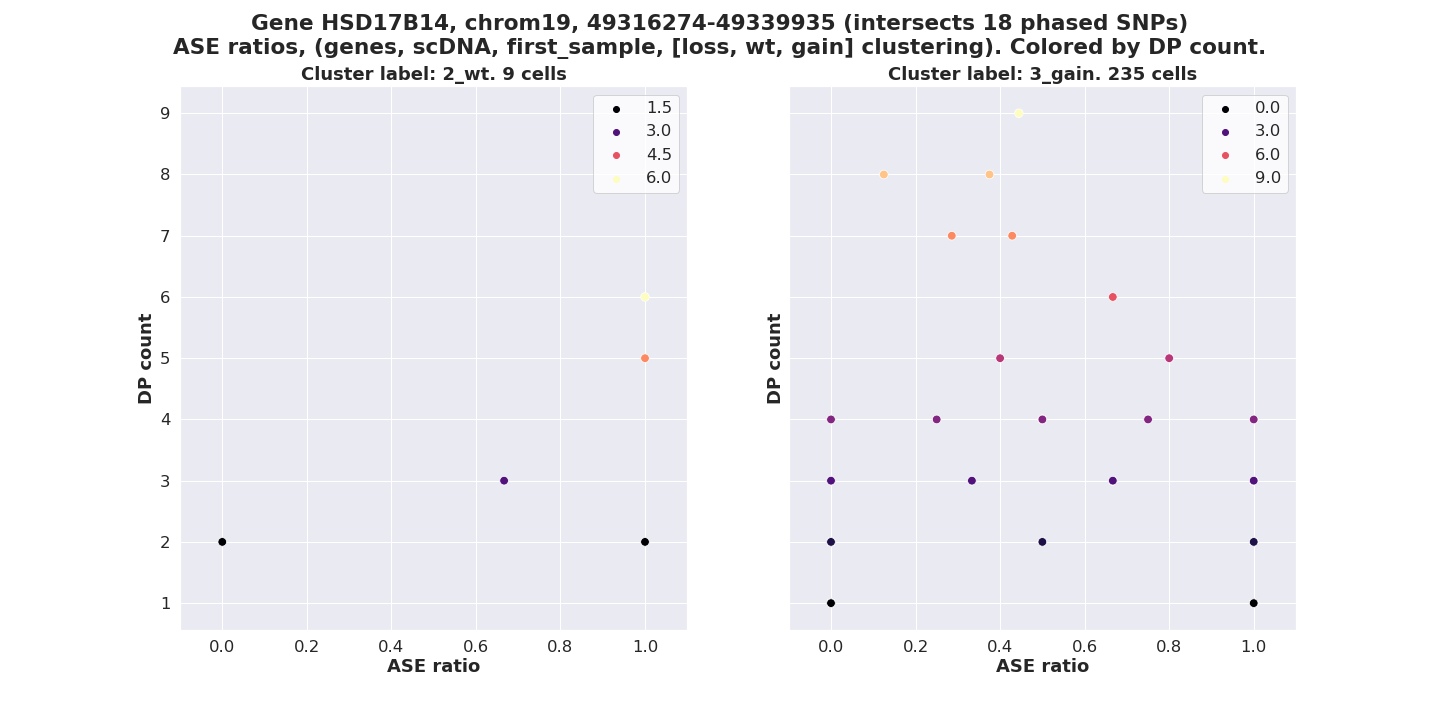 Gene HSD17B14, chrom19, 49316274-49339935 (intersects 18 phased SNPs)
ASE ratios, (genes, scDNA, first_sample, [loss, wt, gain] clustering). Colored by DP count.
Cluster label: 2_wt. 9 cells
1.5
3.0
4.5
6.0
9
8
7
6
5
4
3
2
1
DP count
0.0 0.2 0.4 0.6 0.8 1.0
ASE ratio
Cluster label: 3_gain. 235 cells
0.0
3.0
6.0
9.0
DP count
0.0 0.2 0.4 0.6 0.8 1.0
ASE ratio